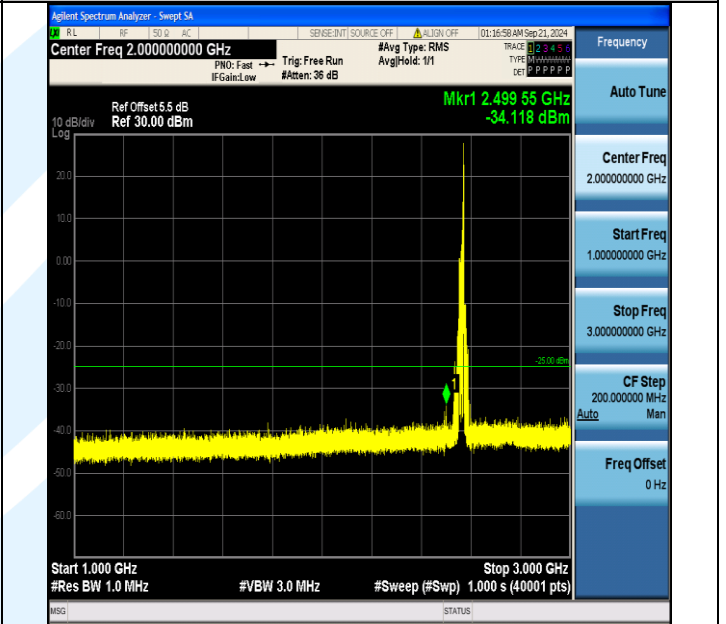 Agilent Spectrum Analyzer - Swept SA
RL RF 50 Ω AC SENSE:INT SOURCE OFF ALIGN OFF 01:16:58 AM Sep 21, 2024
Center Freq 2.000000000 GHz #Avg Type: RMS TRACE 1 2 3 4 5 6
PNO: Fast Trig: Free Run Avg|Hold: 1/1 TYPE M
IFGain:Low #Atten: 36 dB DET P P P P P P
Mkr1 2.499 55 GHz
Ref Offset 5.5 dB
10 dB/div Ref 30.00 dBm -34.118 dBm
Log
20.0
10.0
0.00
-10.0
-20.0
-25.00 dBm
-30.0
1
-40.0
-50.0
-60.0
Start 1.000 GHz Stop 3.000 GHz
#Res BW 1.0 MHz #VBW 3.0 MHz #Sweep (#Swp) 1.000 s (40001 pts)
MSG STATUS
Frequency
Auto Tune
Center Freq
2.000000000 GHz
Start Freq
1.000000000 GHz
Stop Freq
3.000000000 GHz
CF Step
200.000000 MHz
Auto Man
Freq Offset
0 Hz